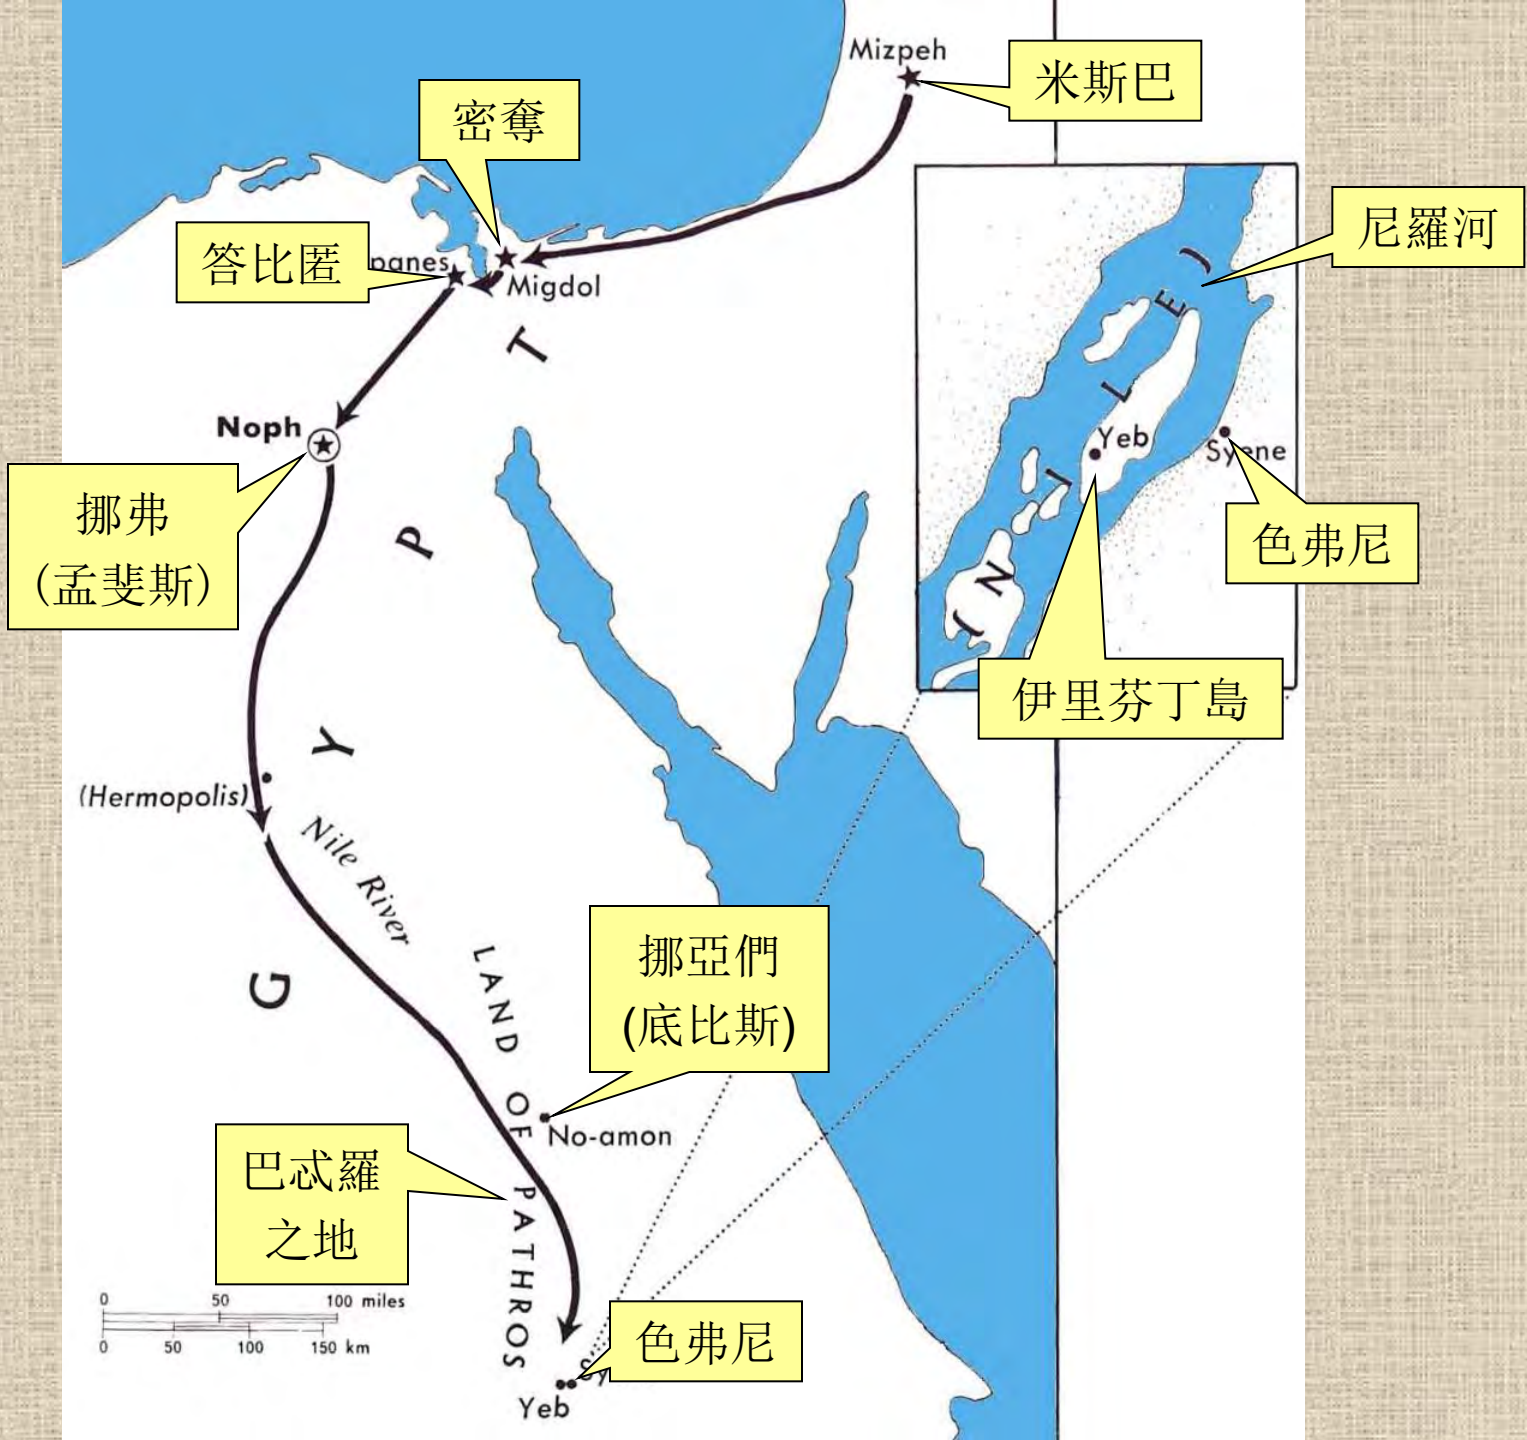 Mizpeh
米斯巴
密奪
答比匿
panes
Migdol
尼羅河
(NILE)
Yeb
Syene
色弗尼
伊里芬丁島
Noph
挪弗
(孟斐斯)
EGYPT
(Hermopolis)
Nile River
LAND OF PATHROS
挪亞們
(底比斯)
No-amon
巴忒羅
之地
色弗尼
Sy
Yeb
0 50 100 miles
0 50 100 150 km